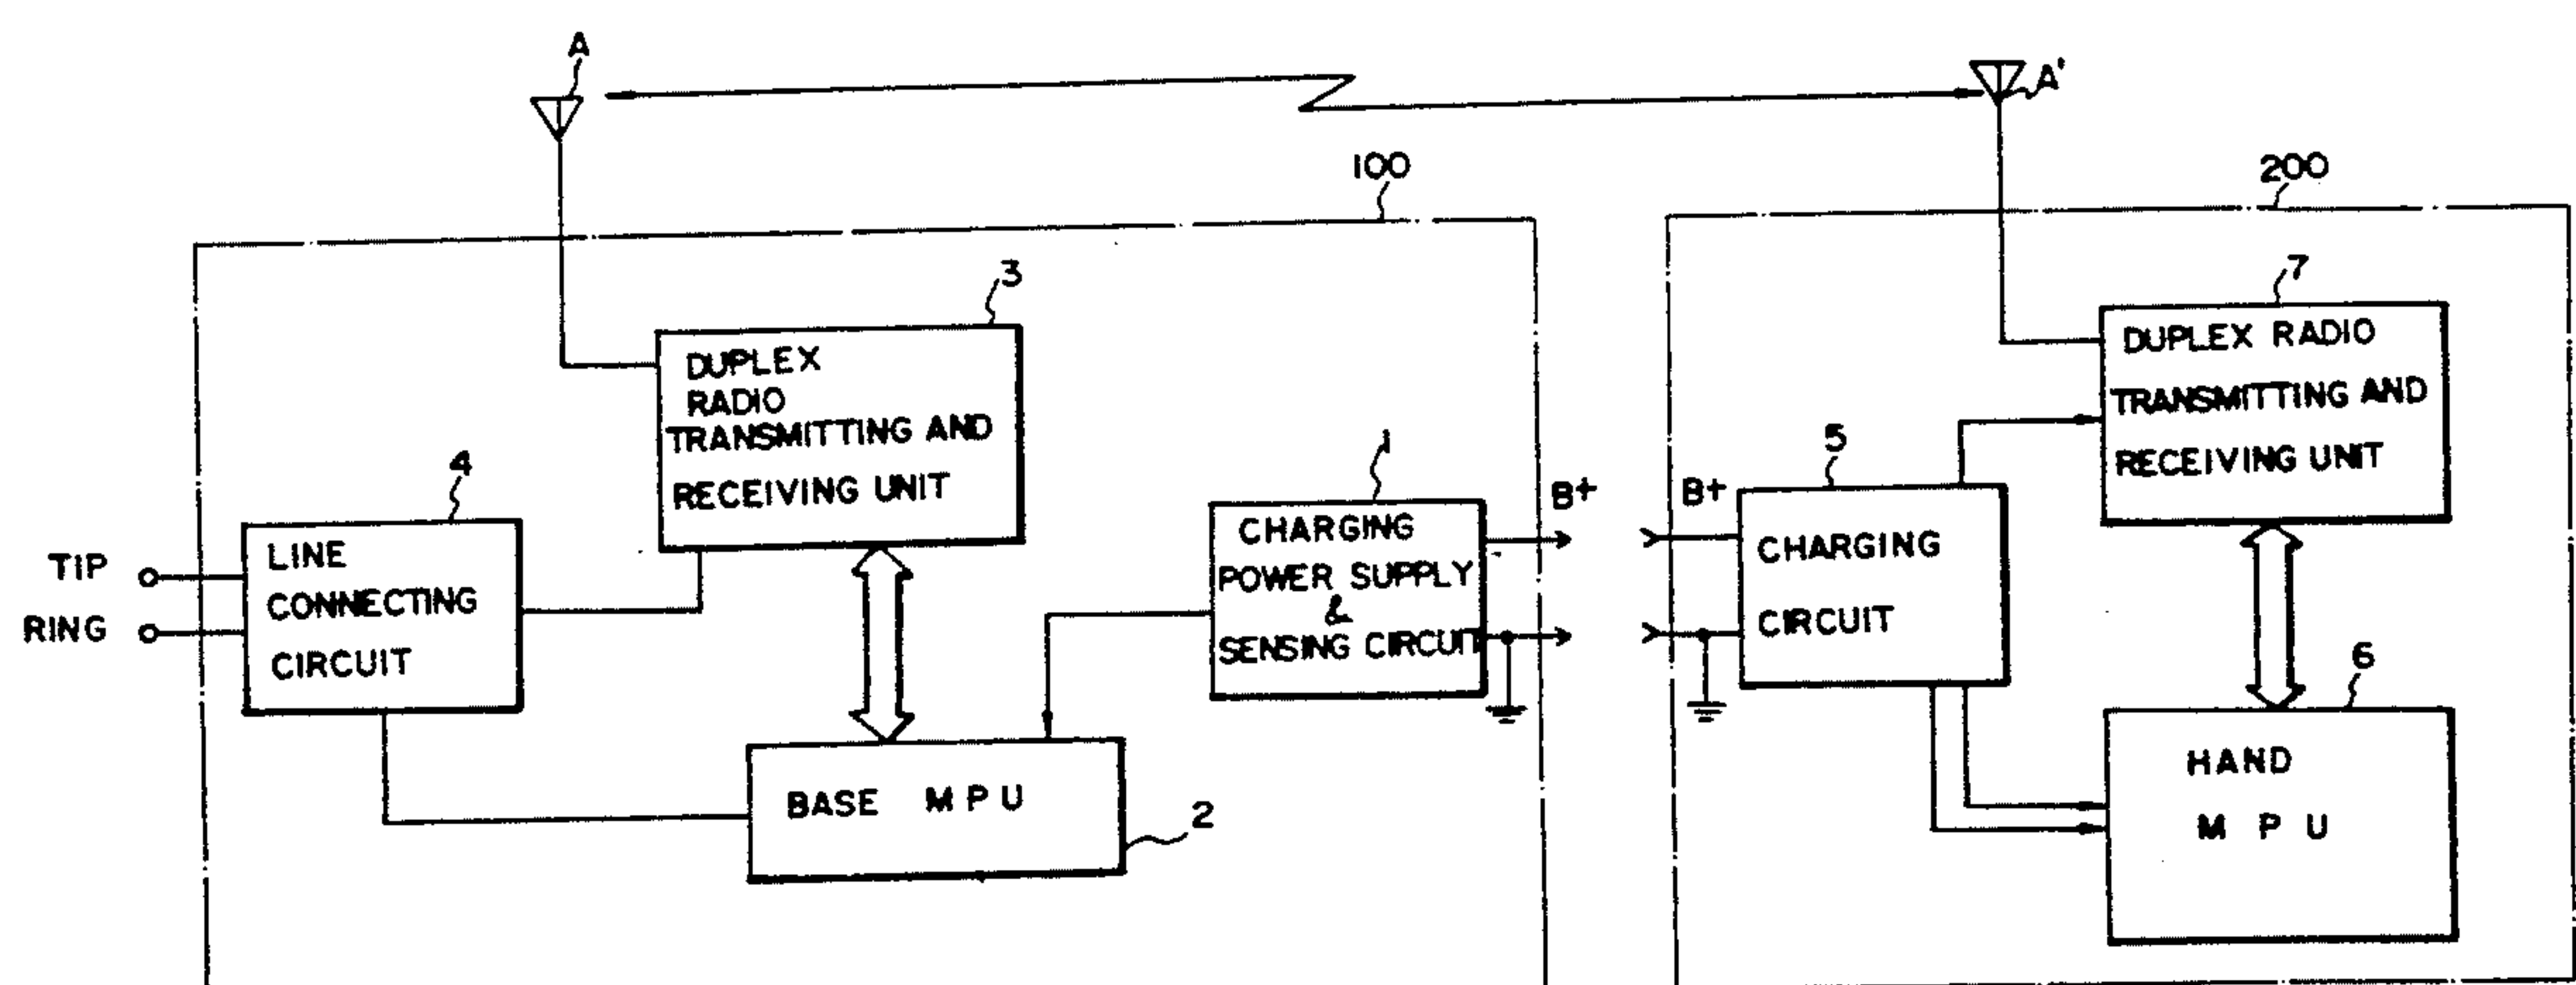 A
A'
100
200
3
DUPLEX
RADIO
TRANSMITTING AND
RECEIVING UNIT
7
DUPLEX RADIO
TRANSMITTING AND
RECEIVING UNIT
4
LINE
CONNECTING
CIRCUIT
TIP
RING
1
CHARGING
POWER SUPPLY
&
SENSING CIRCUIT
B+
B+
5
CHARGING
CIRCUIT
BASE MPU
2
6
HAND
MPU